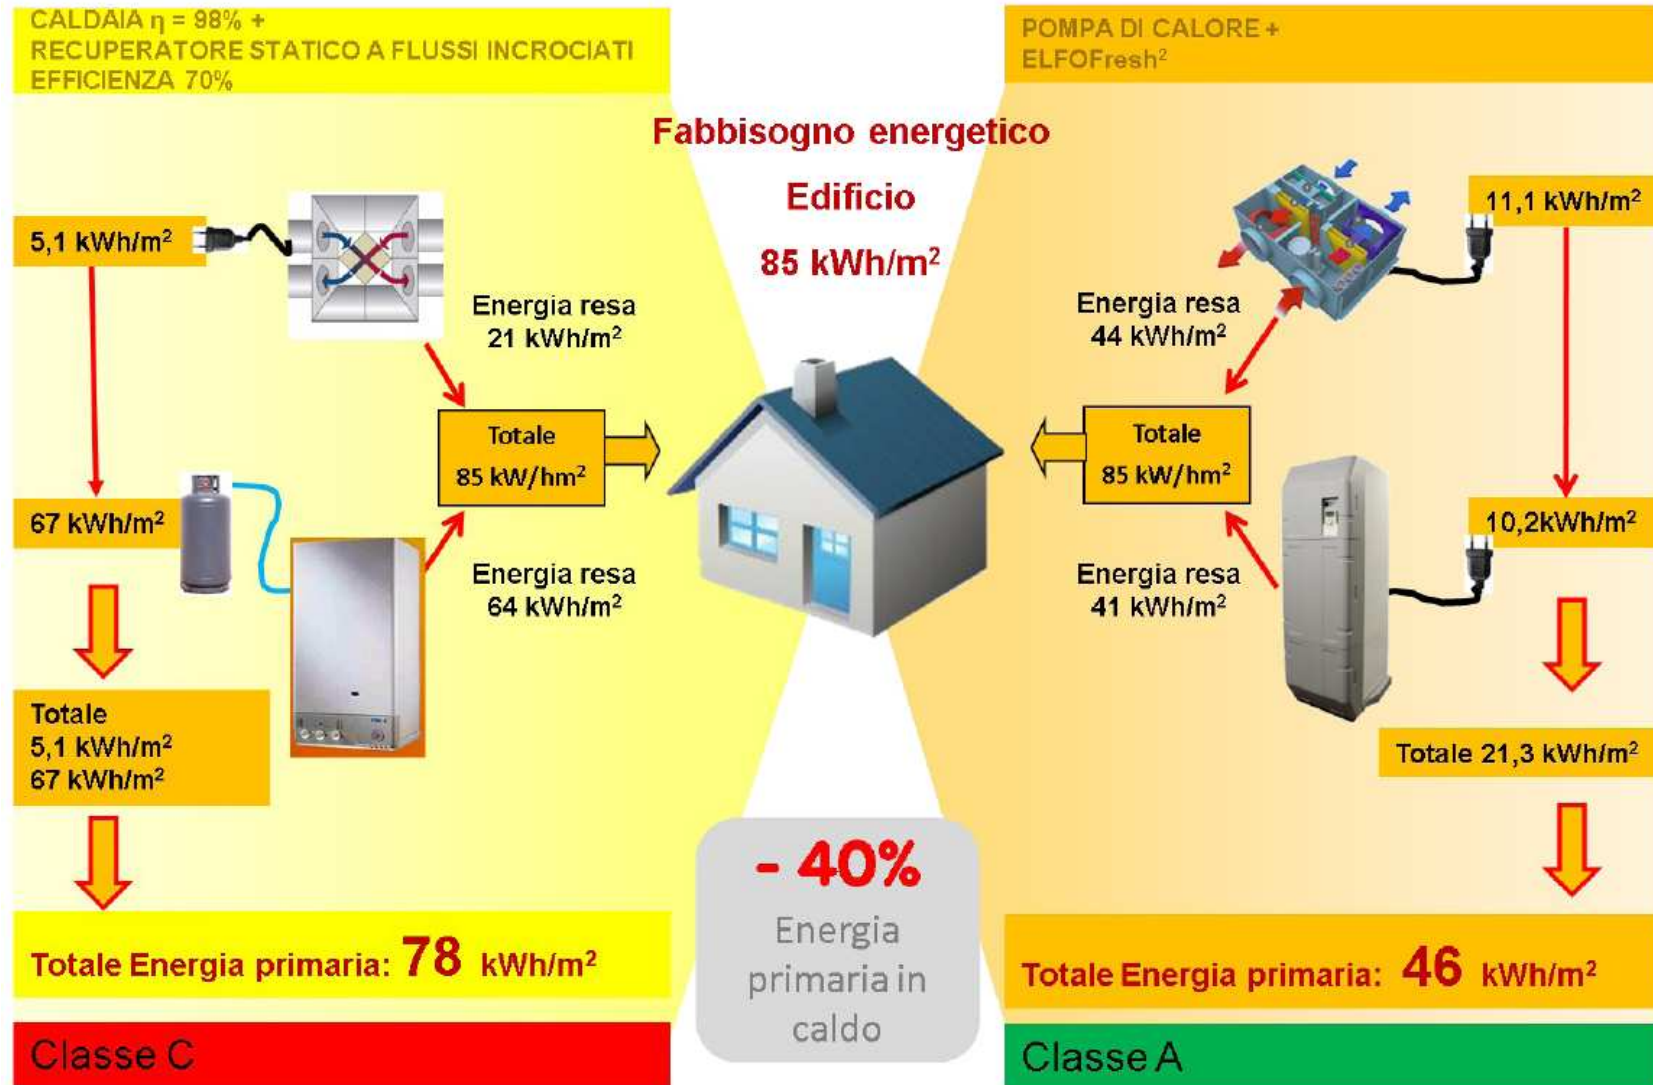 CALDAIA η = 98% +
RECUPERATORE STATICO A FLUSSI INCROCIATI
EFFICIENZA 70%
POMPA DI CALORE +
ELFOFresh²
Fabbisogno energetico
Edificio
85 kWh/m²
5,1 kWh/m²
Energia resa
21 kWh/m²
Totale
85 kW/hm²
67 kWh/m²
Energia resa
64 kWh/m²
Totale
5,1 kWh/m²
67 kWh/m²
Totale Energia primaria: 78 kWh/m²
Classe C
11,1 kWh/m²
Energia resa
44 kWh/m²
Totale
85 kW/hm²
10,2kWh/m²
Energia resa
41 kWh/m²
Totale 21,3 kWh/m²
- 40%
Energia
primaria in
caldo
Totale Energia primaria: 46 kWh/m²
Classe A